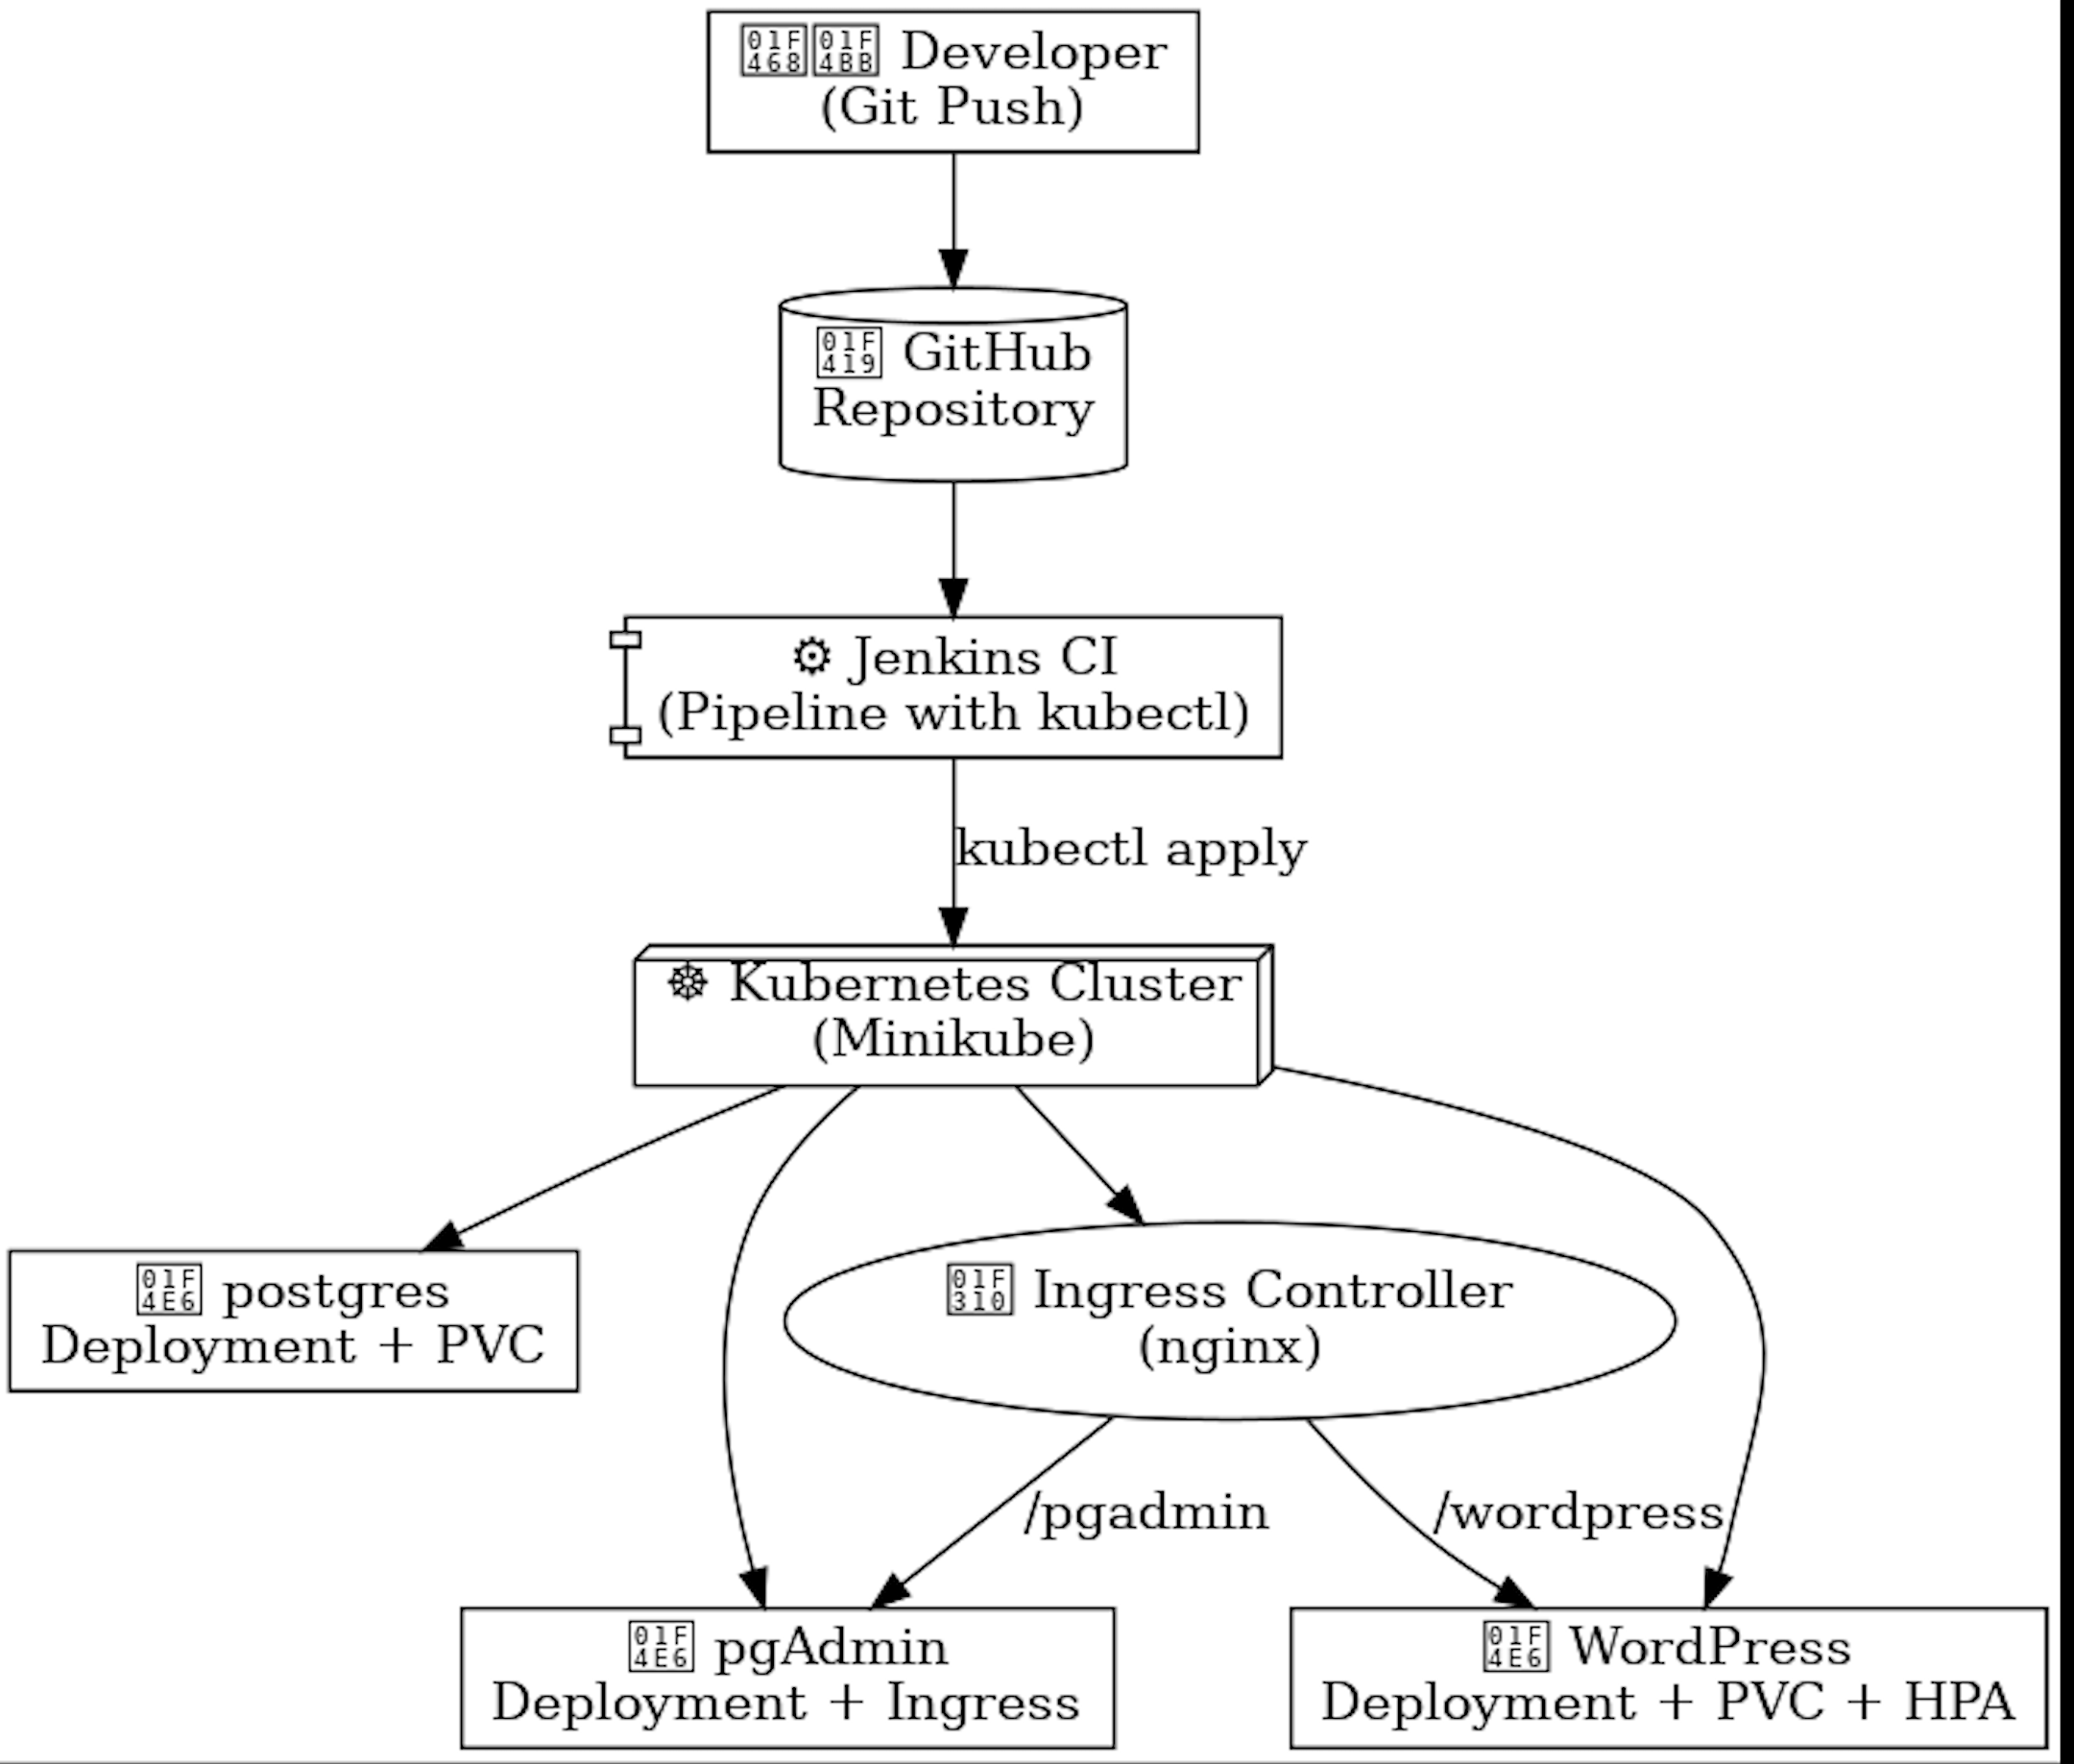 Developer
(Git Push)
GitHub
Repository
⚙ Jenkins CI
(Pipeline with kubectl)
kubectl apply
☸ Kubernetes Cluster
(Minikube)
postgres
Deployment + PVC
Ingress Controller
(nginx)
/pgadmin
/wordpress
pgAdmin
Deployment + Ingress
WordPress
Deployment + PVC + HPA